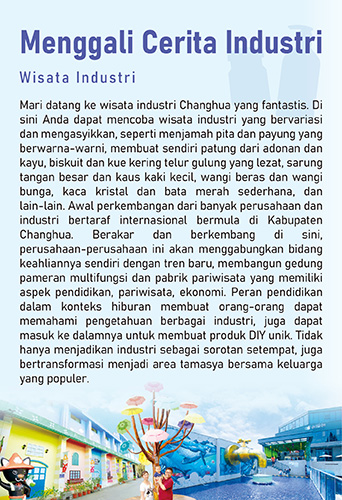 Menggali Cerita Industri
Wisata Industri
Mari datang ke wisata industri Changhua yang fantastis. Di
sini Anda dapat mencoba wisata industri yang bervariasi
dan mengasyikkan, seperti menjamah pita dan payung yang
berwarna-warni, membuat sendiri patung dari adonan dan
kayu, biskuit dan kue kering telur gulung yang lezat, sarung
tangan besar dan kaus kaki kecil, wangi beras dan wangi
bunga, kaca kristal dan bata merah sederhana, dan
lain-lain. Awal perkembangan dari banyak perusahaan dan
industri bertaraf internasional bermula di Kabupaten
Changhua. Berakar dan berkembang di sini,
perusahaan-perusahaan ini akan menggabungkan bidang
keahliannya sendiri dengan tren baru, membangun gedung
pameran multifungsi dan pabrik pariwisata yang memiliki
aspek pendidikan, pariwisata, ekonomi. Peran pendidikan
dalam konteks hiburan membuat orang-orang dapat
memahami pengetahuan berbagai industri, juga dapat
masuk ke dalamnya untuk membuat produk DIY unik. Tidak
hanya menjadikan industri sebagai sorotan setempat, juga
bertransformasi menjadi area tamasya bersama keluarga
yang populer.